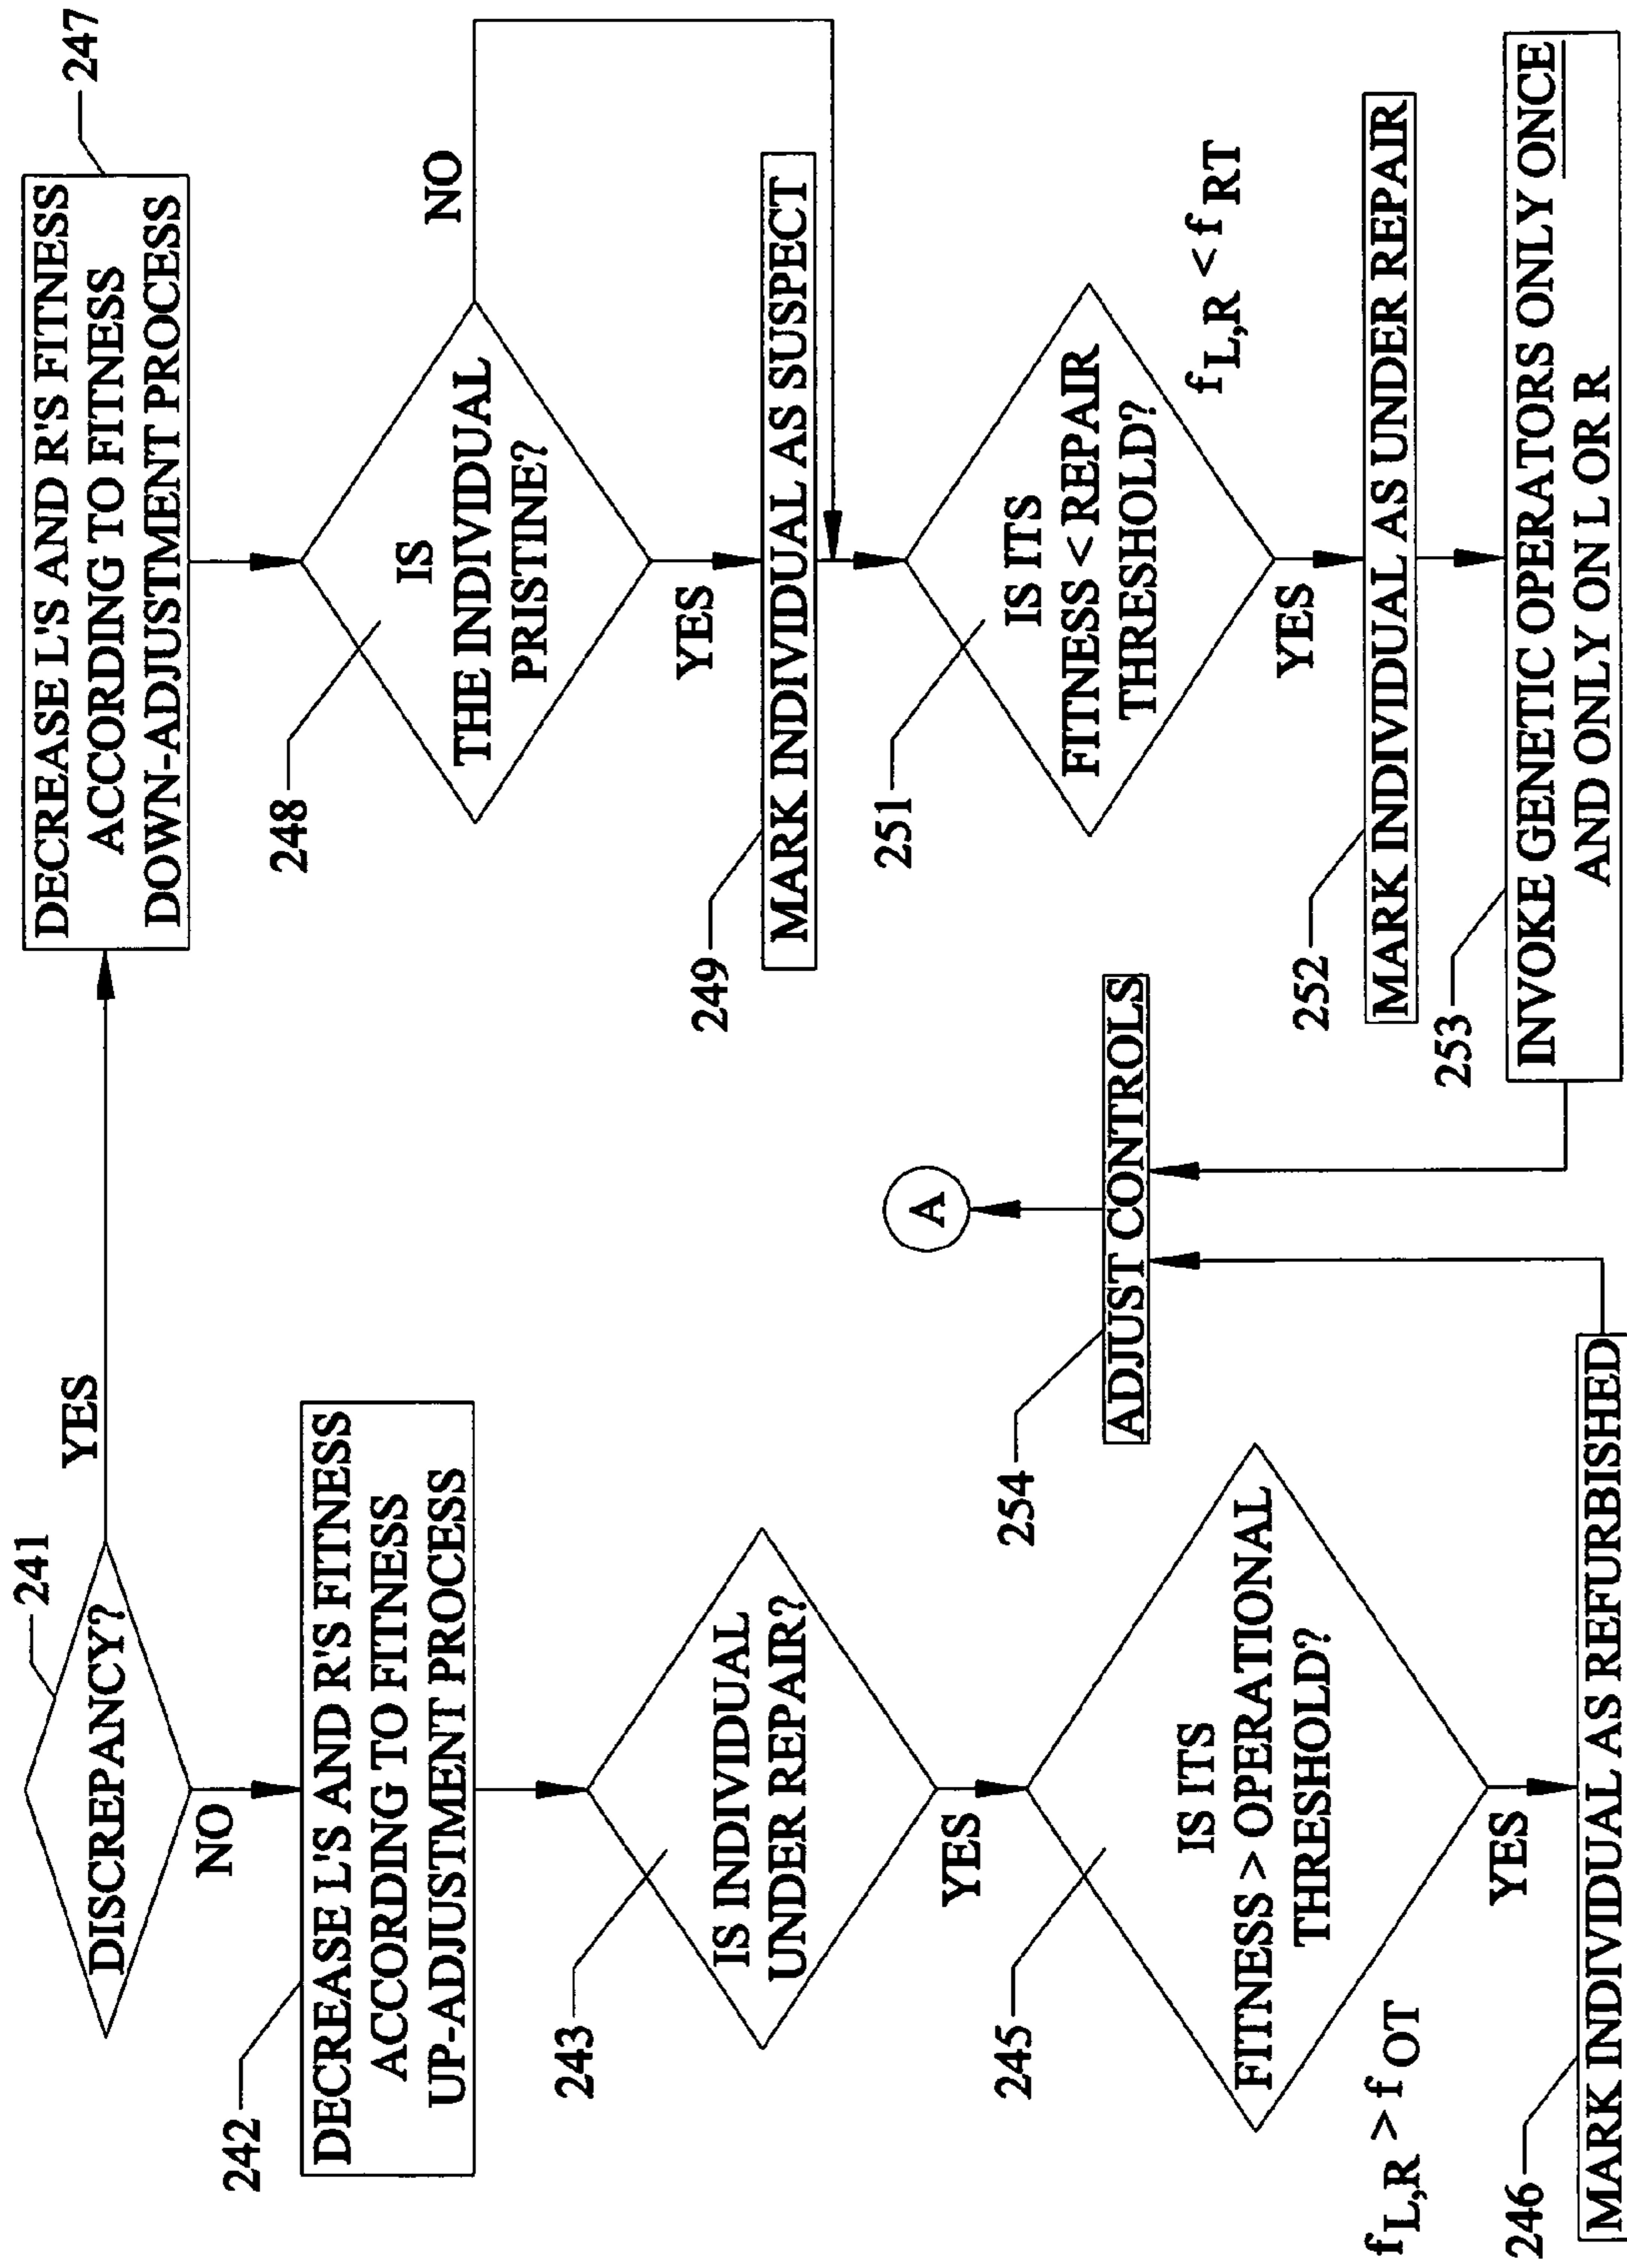 DISCREPANCY?
241
YES
NO
242
DECREASE L'S AND R'S FITNESS
ACCORDING TO FITNESS
UP-ADJUSTMENT PROCESS
243
IS INDIVIDUAL
UNDER REPAIR?
YES
245
IS ITS
FITNESS > OPERATIONAL
THRESHOLD?
f L,R > f OT
YES
246
MARK INDIVIDUAL AS REFURBISHED
A
254
ADJUST CONTROLS
247
DECREASE L'S AND R'S FITNESS
ACCORDING TO FITNESS
DOWN-ADJUSTMENT PROCESS
248
IS
THE INDIVIDUAL
PRISTINE?
NO
YES
249
MARK INDIVIDUAL AS SUSPECT
251
IS ITS
FITNESS < REPAIR
THRESHOLD?
f L,R < f RT
YES
252
MARK INDIVIDUAL AS UNDER REPAIR
253
INVOKE GENETIC OPERATORS ONLY ONCE
AND ONLY ON L OR R